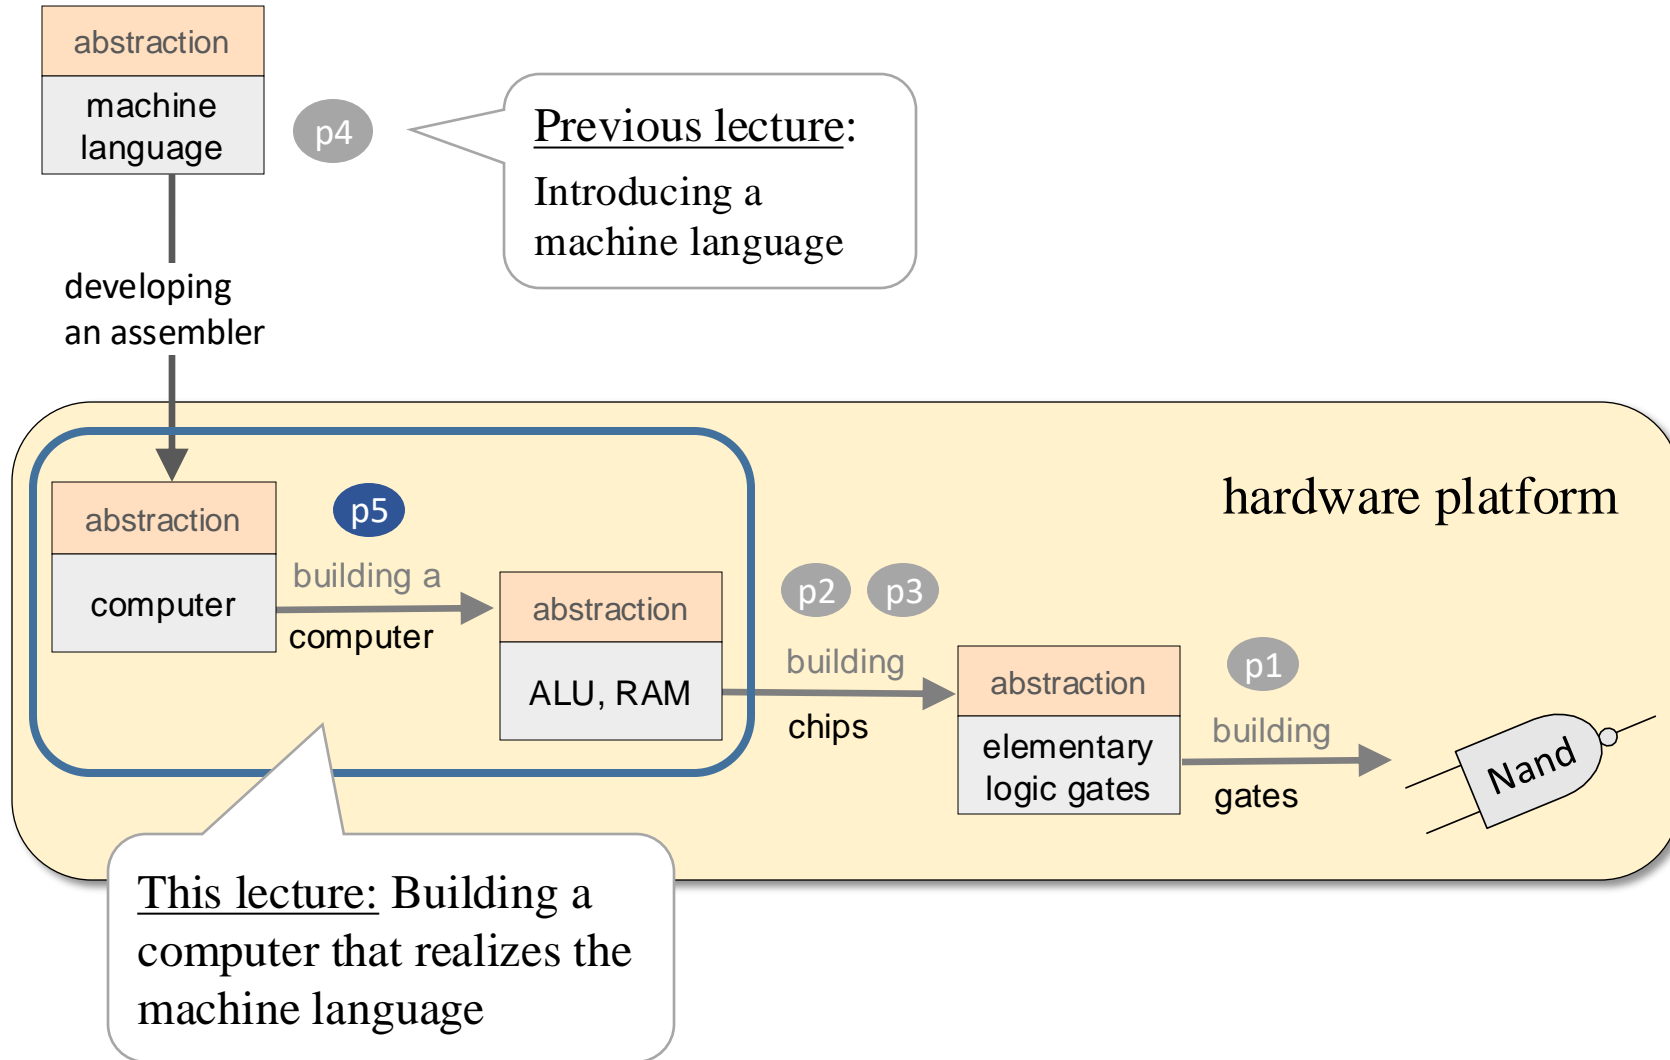 abstraction
machine
language
p4
Previous lecture:
Introducing a
machine language
developing
an assembler
hardware platform
abstraction
computer
p5
building a
computer
abstraction
ALU, RAM
p2
p3
building
chips
abstraction
elementary
logic gates
p1
building
gates
Nand
This lecture: Building a
computer that realizes the
machine language